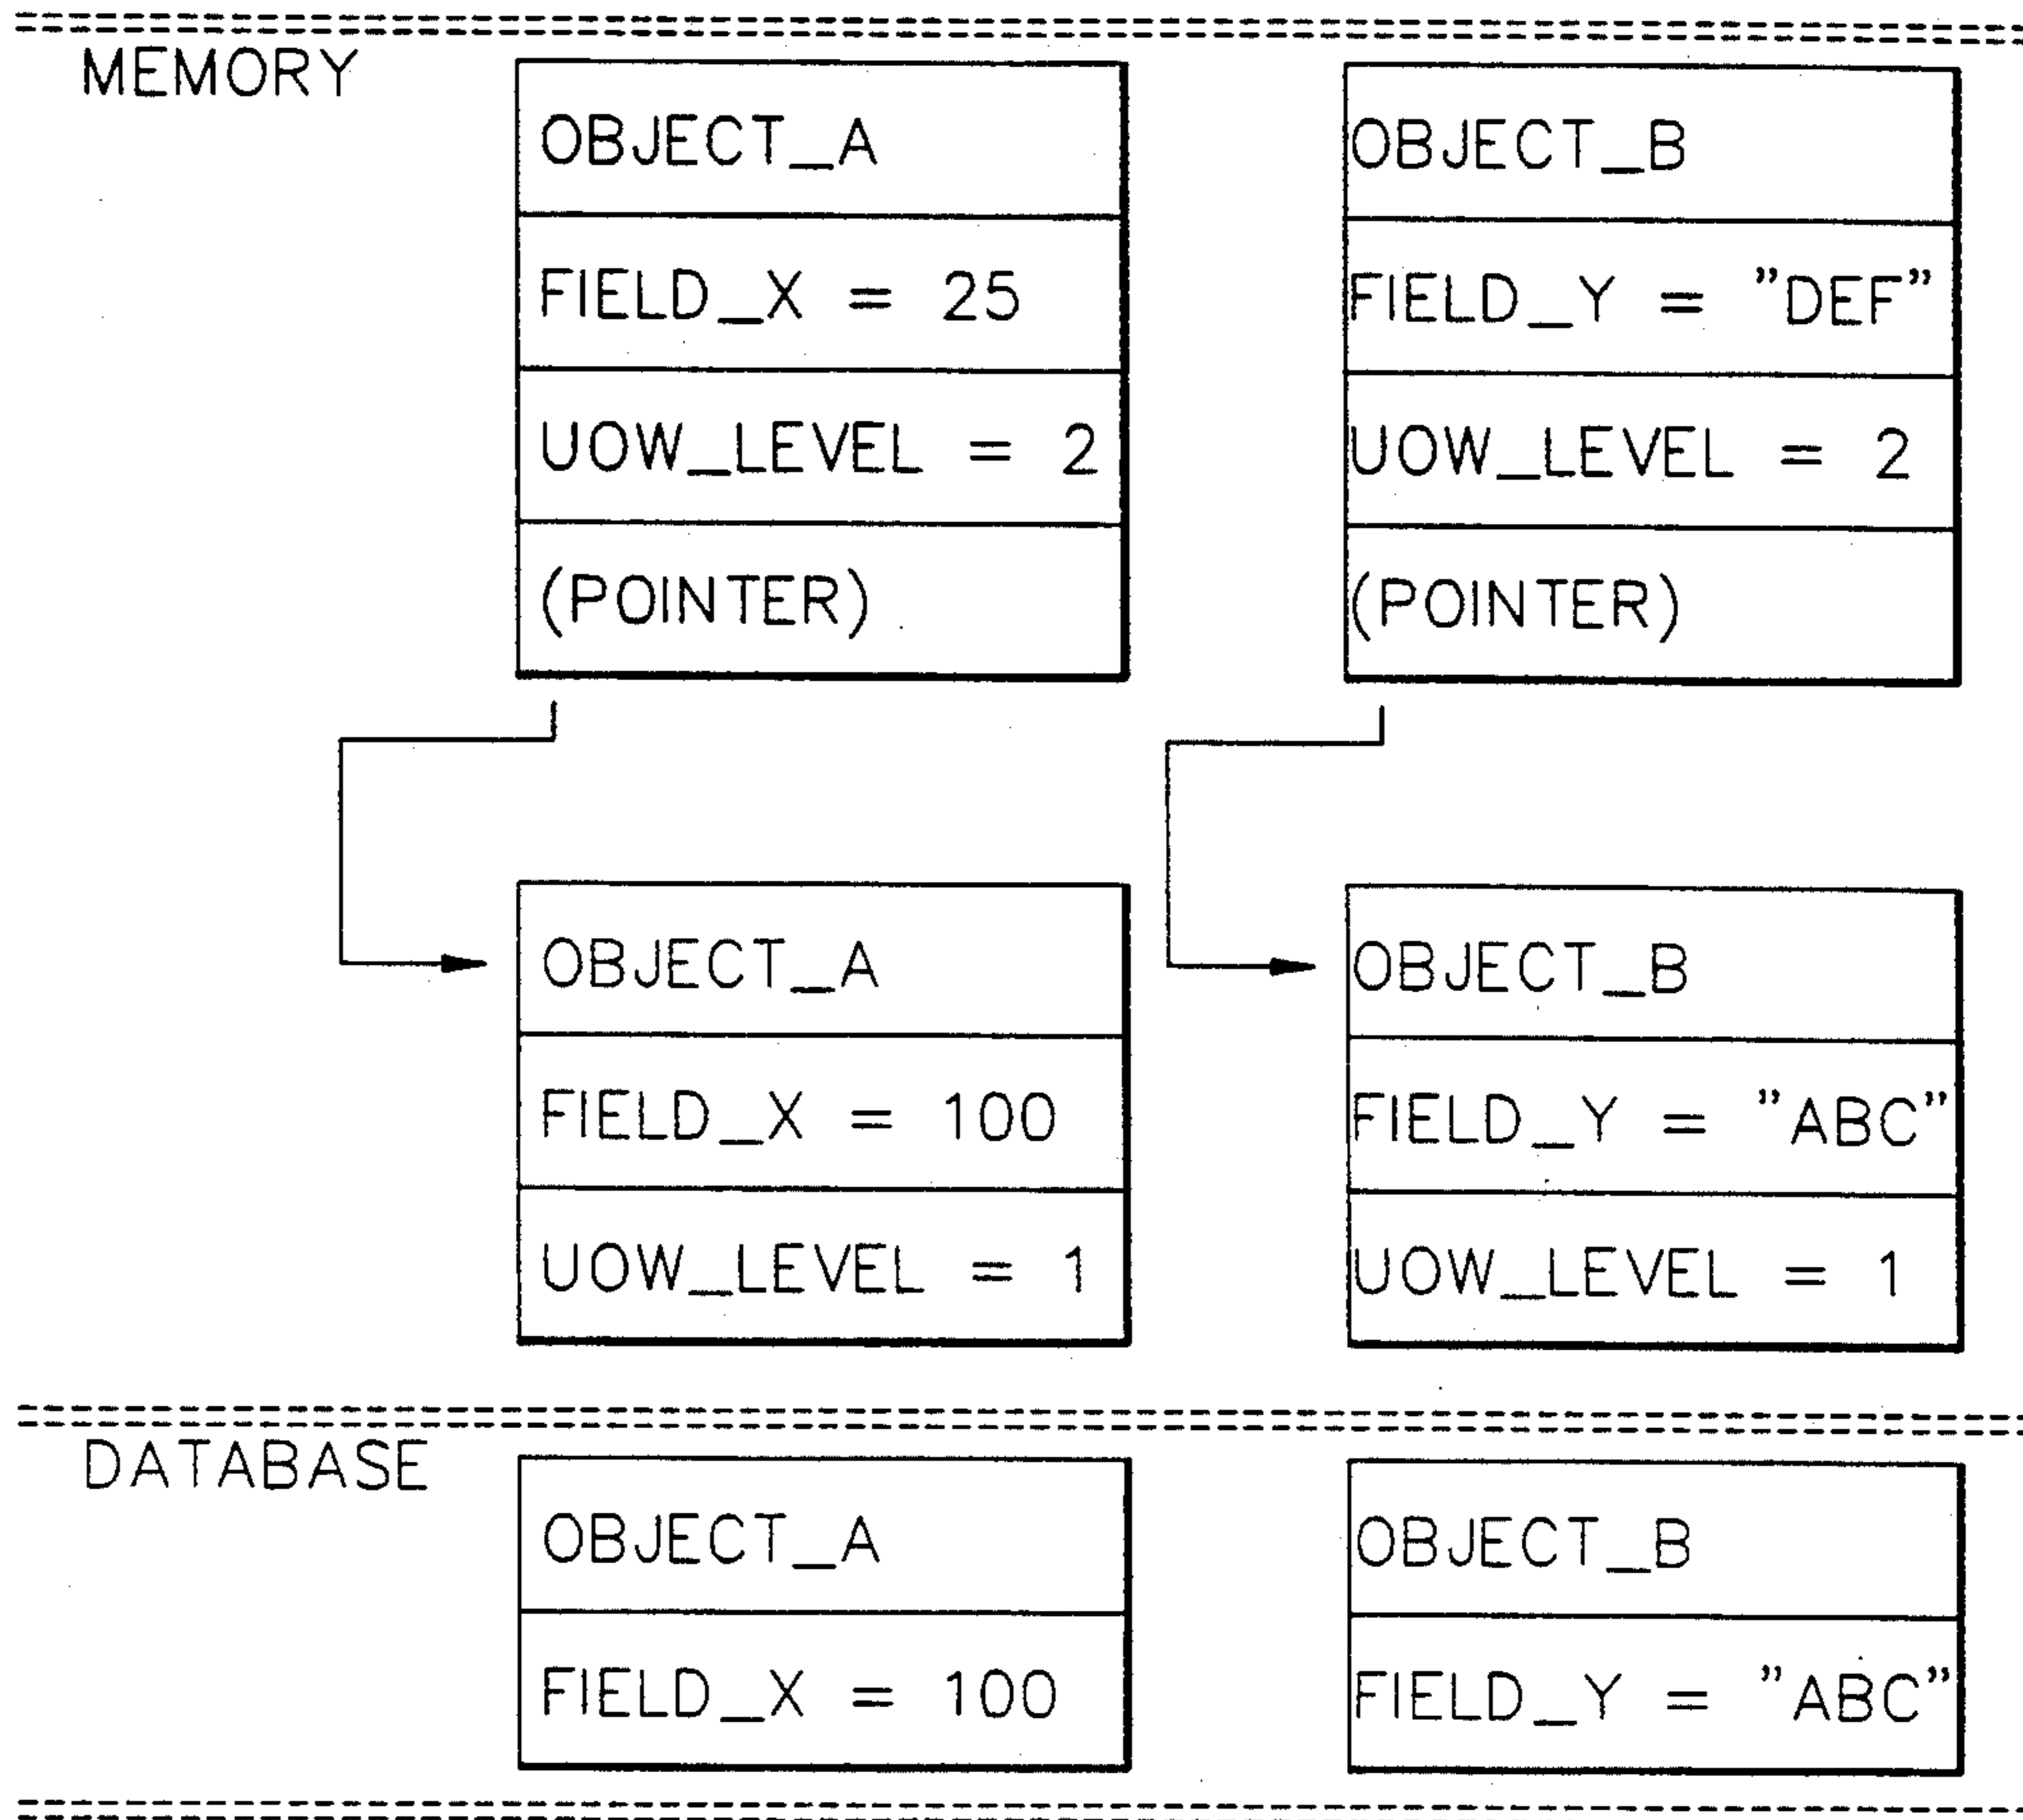 MEMORY
OBJECT_A
FIELD_X = 25
UOW_LEVEL = 2
(POINTER)
OBJECT_B
FIELD_Y = "DEF"
UOW_LEVEL = 2
(POINTER)
OBJECT_A
FIELD_X = 100
UOW_LEVEL = 1
OBJECT_B
FIELD_Y = "ABC"
UOW_LEVEL = 1
DATABASE
OBJECT_A
FIELD_X = 100
OBJECT_B
FIELD_Y = "ABC"